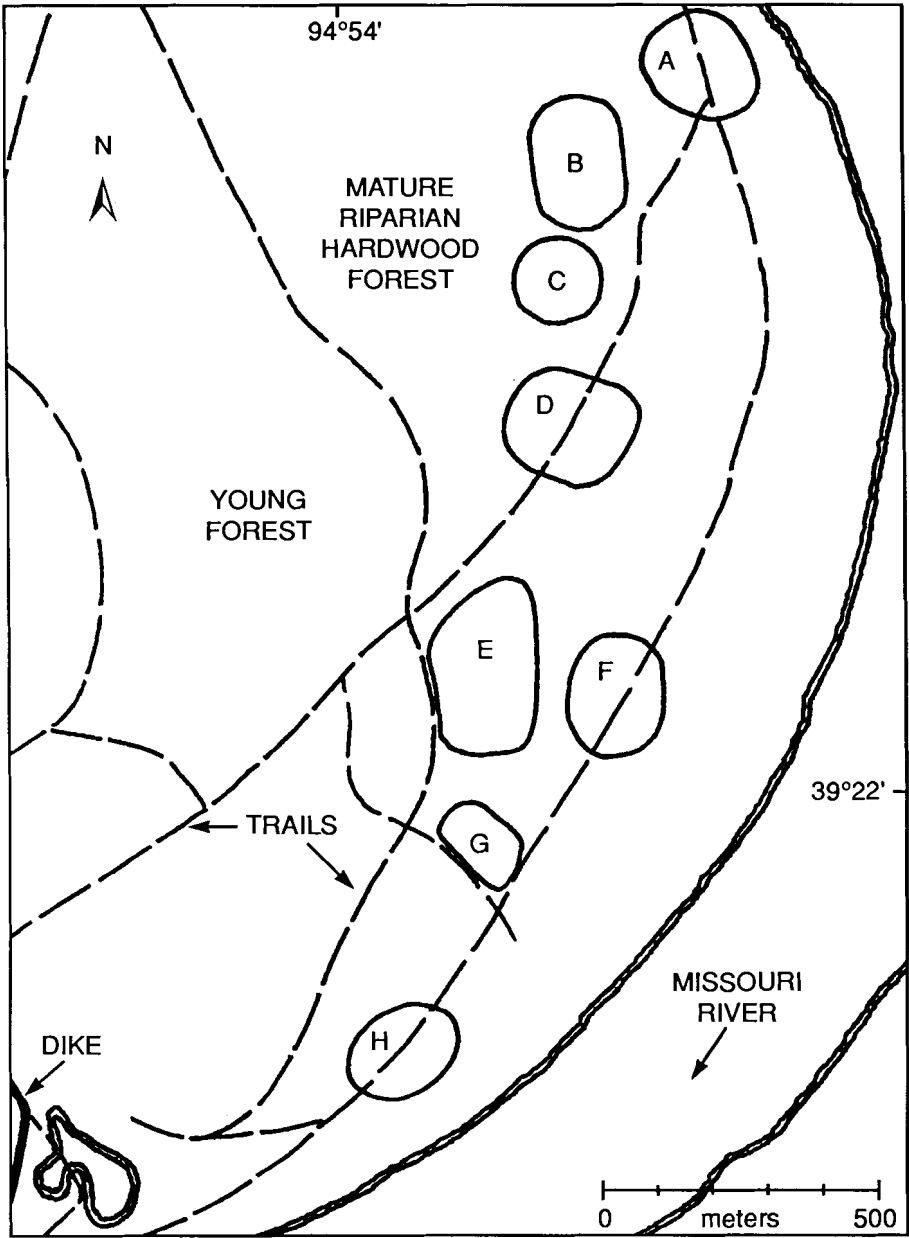 94°54'
A
N
B
MATURE
RIPARIAN
HARDWOOD
FOREST
C
D
YOUNG
FOREST
E
F
39°22'
TRAILS
G
MISSOURI
RIVER
H
DIKE
0 meters 500